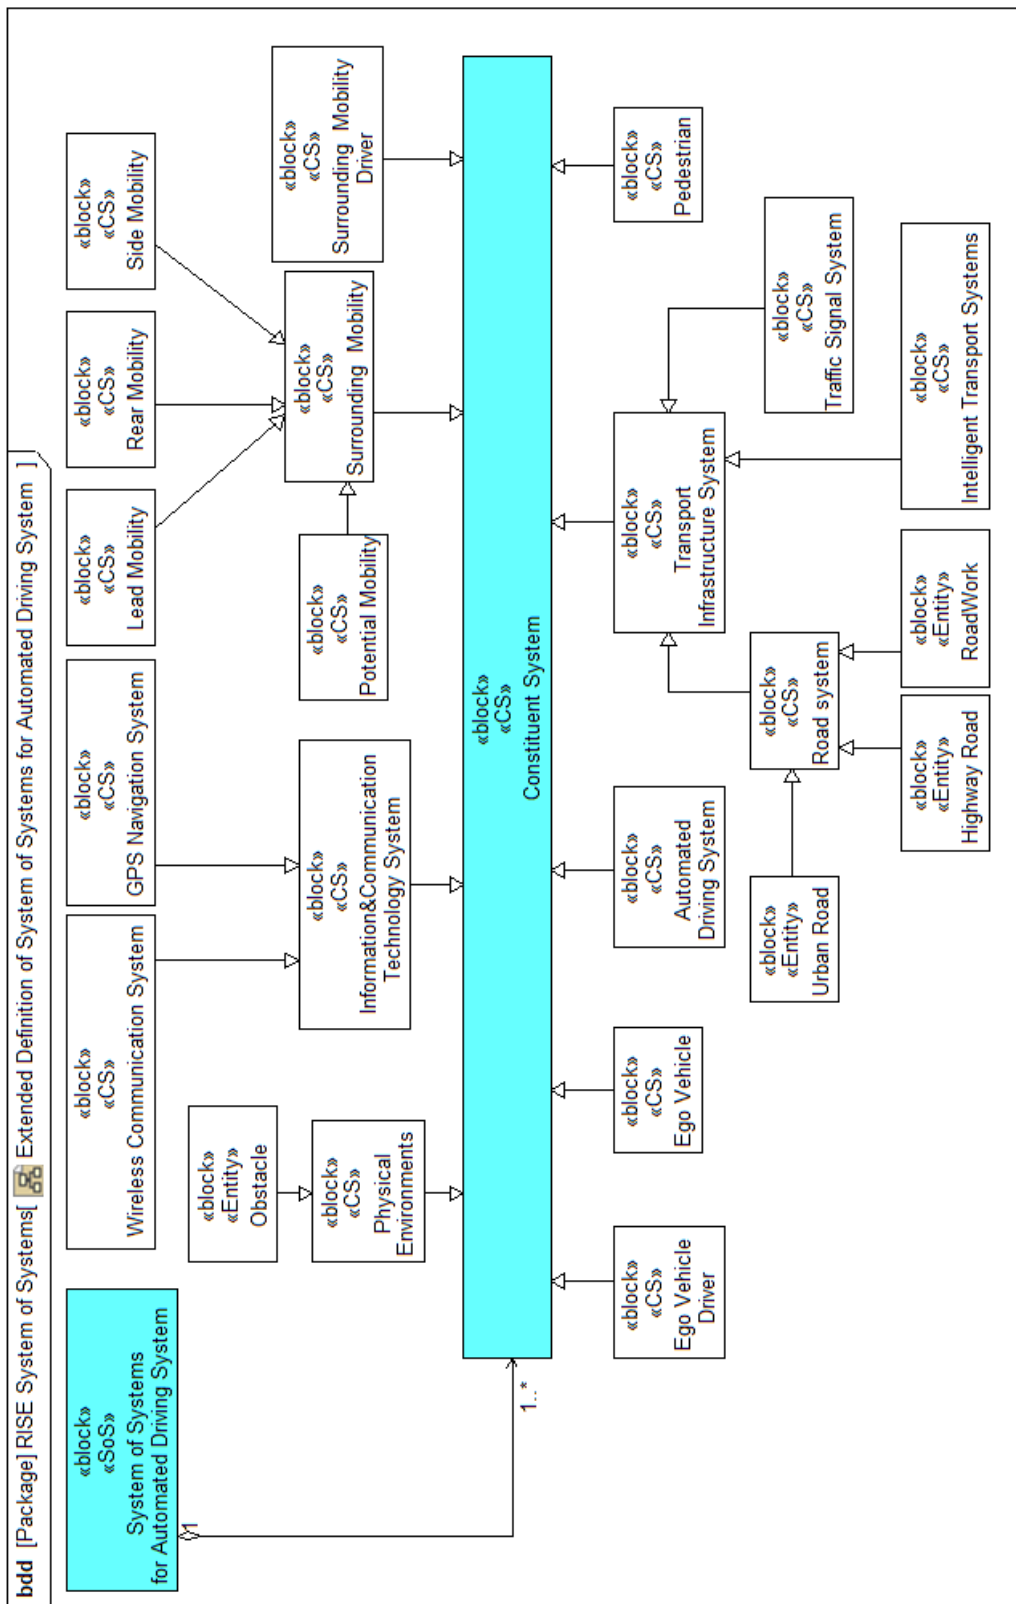 bdd [Package] RISE System of Systems[ Extended Definition of System of Systems for Automated Driving System ]
«block»
«SoS»
System of Systems
for Automated Driving System
1
1..*
«block»
«CS»
Wireless Communication System
«block»
«CS»
GPS Navigation System
«block»
«CS»
Lead Mobility
«block»
«CS»
Rear Mobility
«block»
«CS»
Side Mobility
«block»
«Entity»
Obstacle
«block»
«CS»
Physical
Environments
«block»
«CS»
Information&Communication
Technology System
«block»
«CS»
Potential Mobility
«block»
«CS»
Surrounding Mobility
«block»
«CS»
Surrounding Mobility
Driver
«block»
«CS»
Constituent System
«block»
«CS»
Ego Vehicle
Driver
«block»
«CS»
Ego Vehicle
«block»
«CS»
Automated
Driving System
«block»
«CS»
Transport
Infrastructure System
«block»
«CS»
Pedestrian
«block»
«Entity»
Urban Road
«block»
«CS»
Road system
«block»
«CS»
Traffic Signal System
«block»
«Entity»
Highway Road
«block»
«Entity»
RoadWork
«block»
«CS»
Intelligent Transport Systems